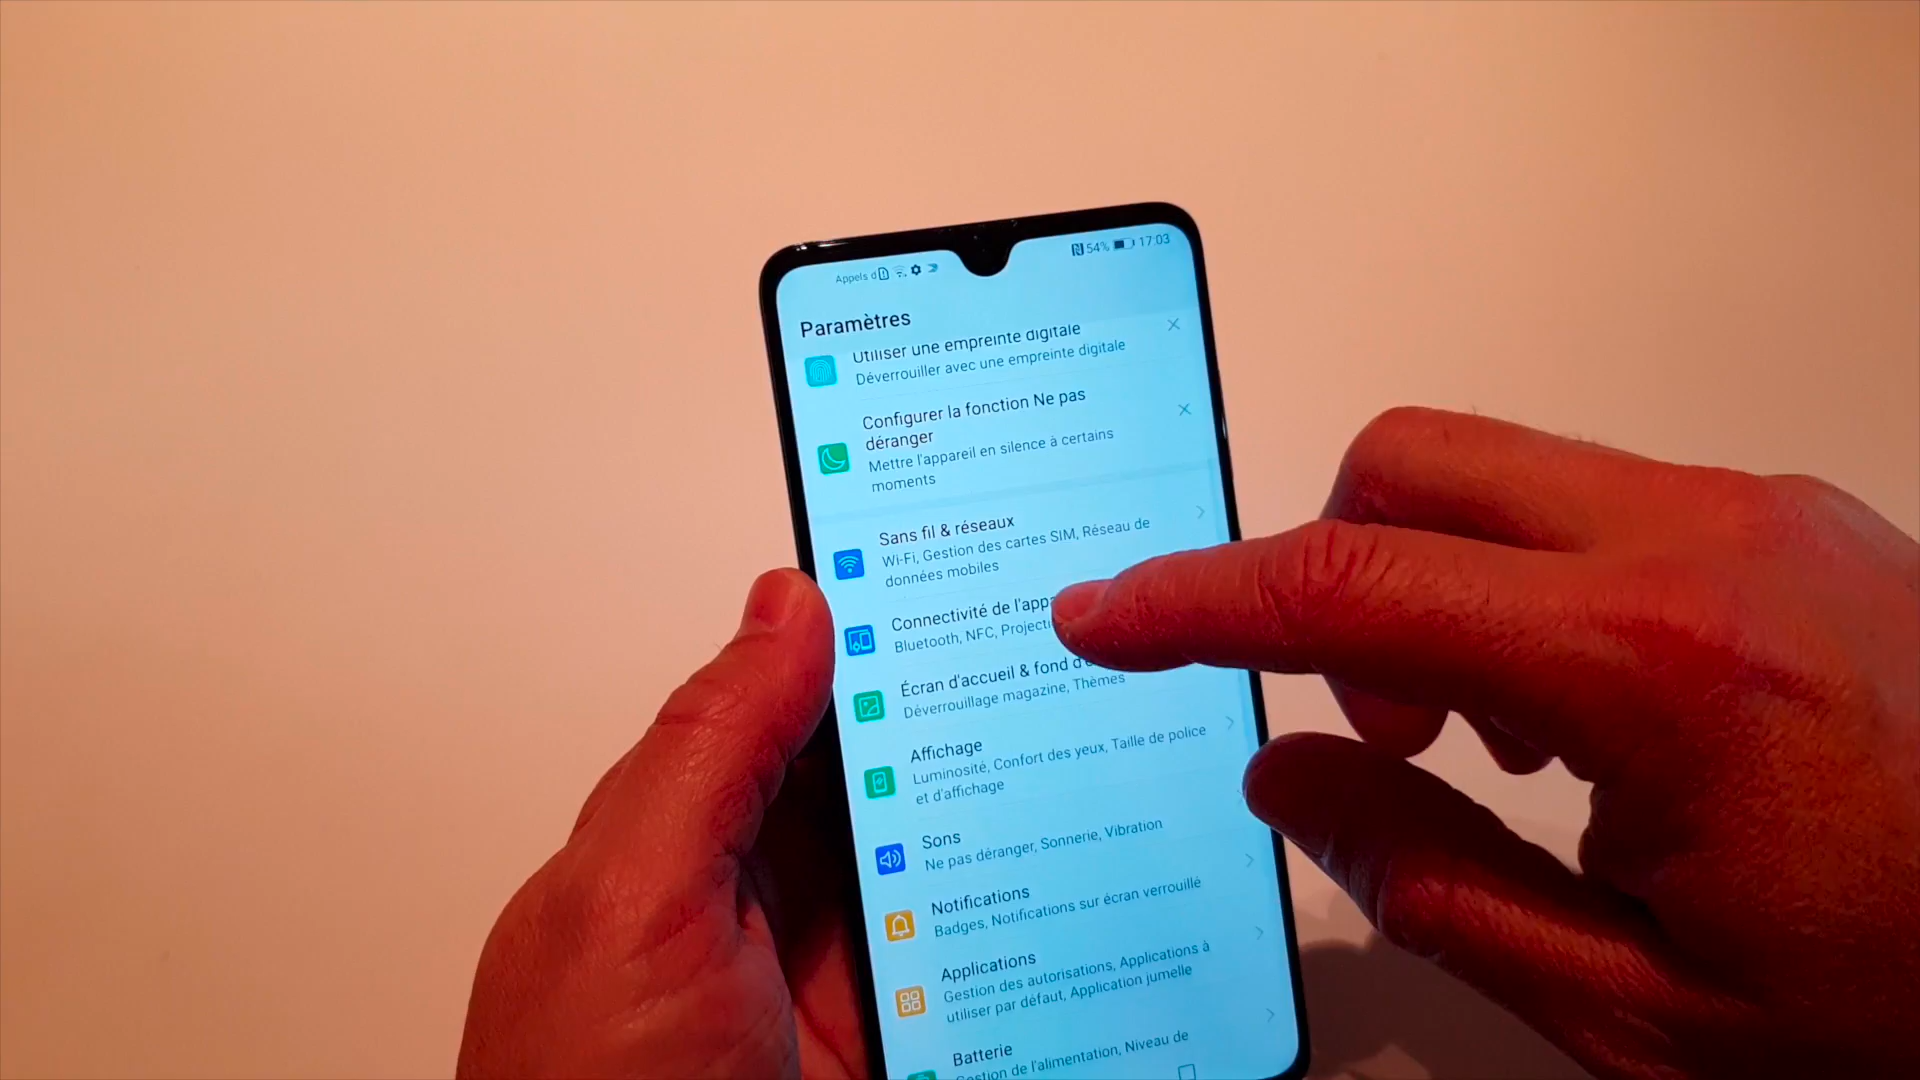 Appels d
54% 17:03
Paramètres
Utiliser une empreinte digitale
Déverrouiller avec une empreinte digitale
Configurer la fonction Ne pas
déranger
Mettre l'appareil en silence à certains
moments
Sans fil & réseaux
Wi-Fi, Gestion des cartes SIM, Réseau de
données mobiles
Connectivité de l'appa
Bluetooth, NFC, Projecti
Écran d'accueil & fond d'é
Déverrouillage magazine, Thèmes
Affichage
Luminosité, Confort des yeux, Taille de police
et d'affichage
Sons
Ne pas déranger, Sonnerie, Vibration
Notifications
Badges, Notifications sur écran verrouillé
Applications
Gestion des autorisations, Applications à
utiliser par défaut, Application jumelle
Batterie
Gestion de l'alimentation, Niveau de